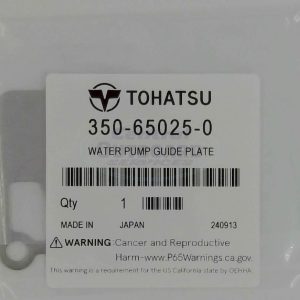 TOHATSU
350-65025-0
WATER PUMP GUIDE PLATE
Qty 1
MADE IN JAPAN 240913
⚠ WARNING Cancer and Reproductive
Harm-www.P65Warnings.ca.gov
This warning is a requirement for the US California state by OEHHA.